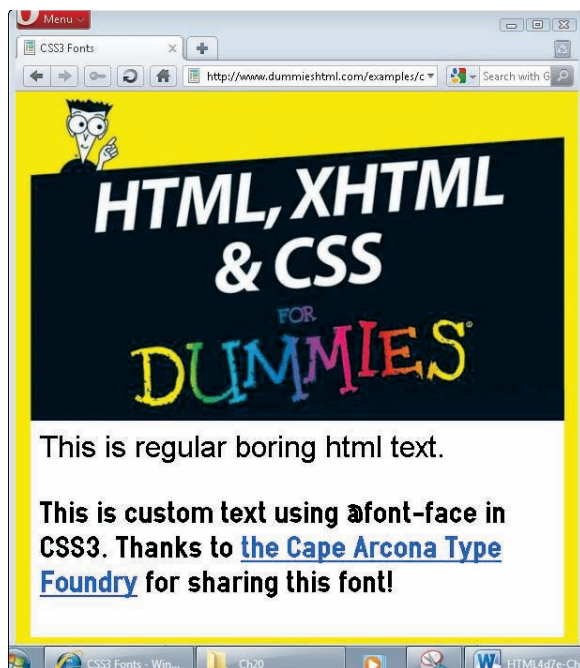 Menu
CSS3 Fonts
http://www.dummieshtml.com/examples/c
Search with G
HTML, XHTML
& CSS
FOR
DUMMIES
This is regular boring html text.
This is custom text using @font-face in
CSS3. Thanks to the Cape Arcona Type
Foundry for sharing this font!
CSS3 Fonts - Win...
Ch20
HTML4d7e-Ch